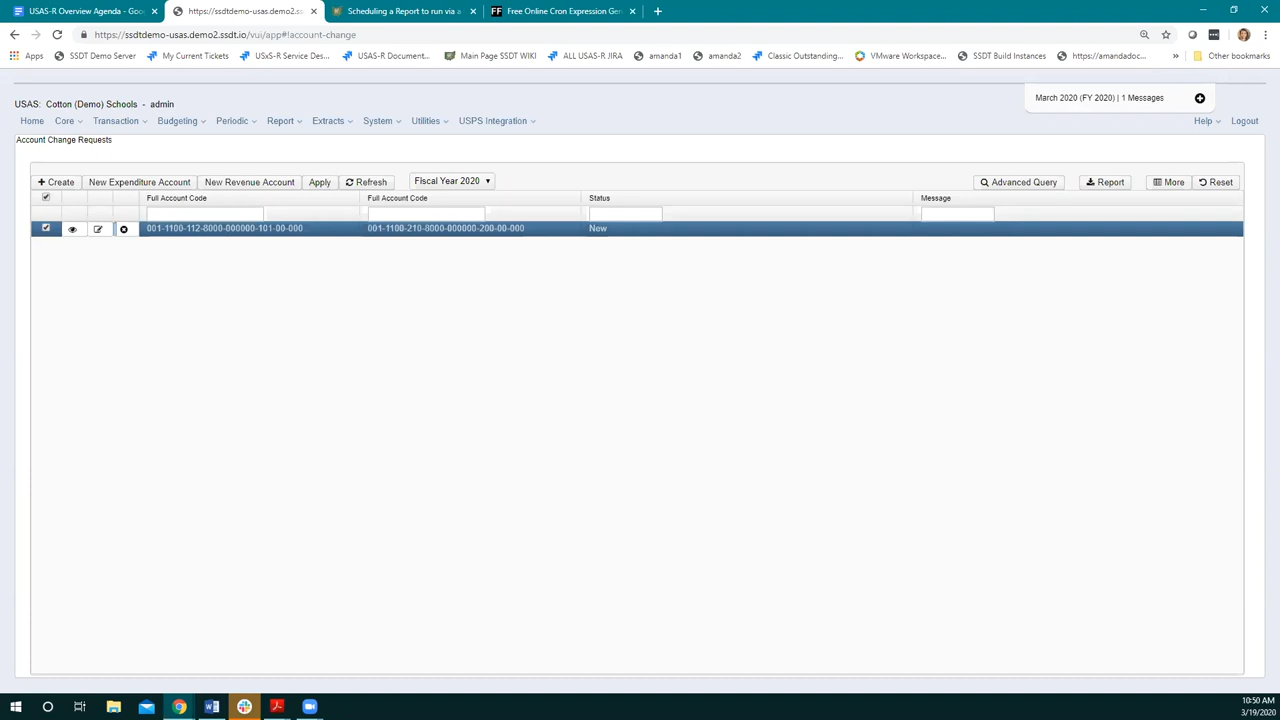 USAS-R Overview Agenda - Goo
https://ssdtdemo-usas.demo2.ss
Scheduling a Report to run via a
FF Free Online Cron Expression Gen
https://ssdtdemo-usas.demo2.ssdt.io/vui/app#!account-change
Apps SSDT Demo Server My Current Tickets USxS-R Service Des... USAS-R Document... Main Page SSDT WIKI ALL USAS-R JIRA amanda1 amanda2 Classic Outstanding... VMware Workspace... SSDT Build Instances https://amandadoc... » Other bookmarks
March 2020 (FY 2020) | 1 Messages
USAS: Cotton (Demo) Schools - admin
Home Core Transaction Budgeting Periodic Report Extracts System Utilities USPS Integration Help Logout
Account Change Requests
Create New Expenditure Account New Revenue Account Apply Refresh Fiscal Year 2020 Advanced Query Report More Reset
Full Account Code Full Account Code Status Message
001-1100-112-8000-000000-101-00-000 001-1100-210-8000-000000-200-00-000 New
10:50 AM
3/19/2020